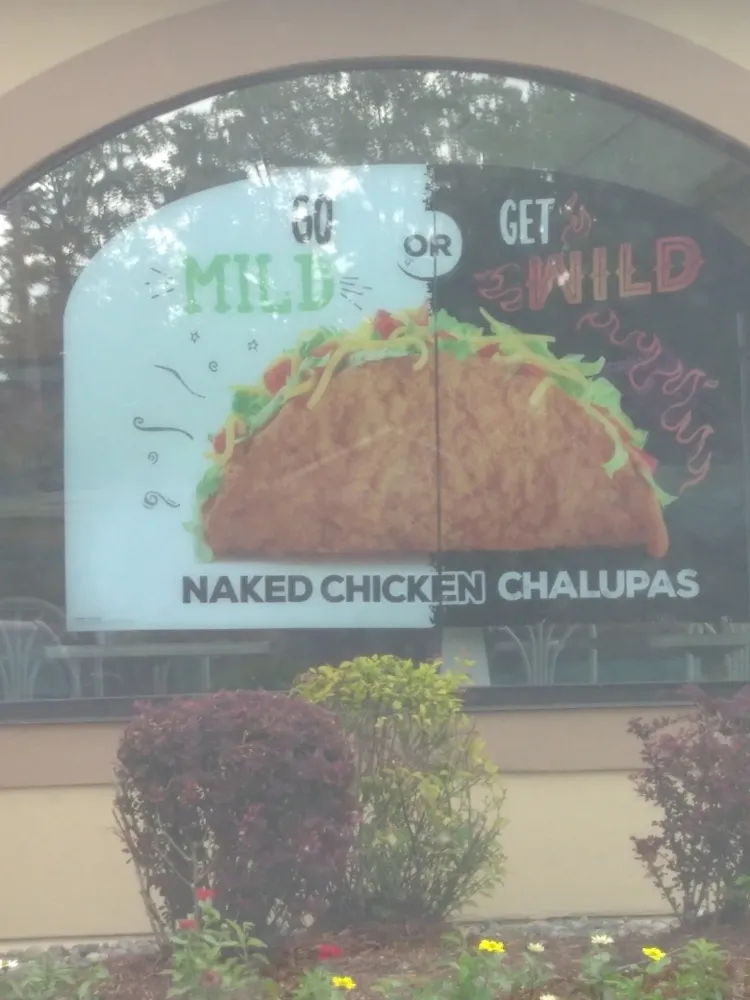 GO
MILD
OR
GET
WILD
NAKED CHICKEN CHALUPAS